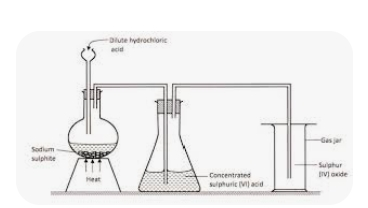 Dilute hydrochloric
acid
Sodium
sulphite
Heat
Gas jar
Sulphur
[IV) oxide
Concentrated
sulphuric (VI) acid